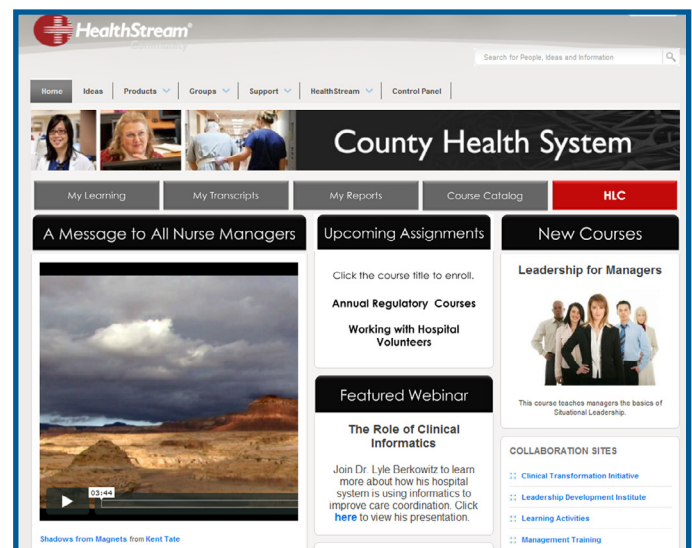 HealthStream®
Search for People, Ideas and Information
Home Ideas Products Groups Support HealthStream Control Panel
County Health System
My Learning My Transcripts My Reports Course Catalog HLC
A Message to All Nurse Managers
03:44
Shadows from Magnets from Kent Tate
Upcoming Assignments
Click the course title to enroll.
Annual Regulatory Courses
Working with Hospital
Volunteers
Featured Webinar
The Role of Clinical
Informatics
Join Dr. Lyle Berkowitz to learn
more about how his hospital
system is using informatics to
improve care coordination. Click
here to view his presentation.
New Courses
Leadership for Managers
This course teaches managers the basics of
Situational Leadership.
COLLABORATION SITES
Clinical Transformation Initiative
Leadership Development Institute
Learning Activities
Management Training